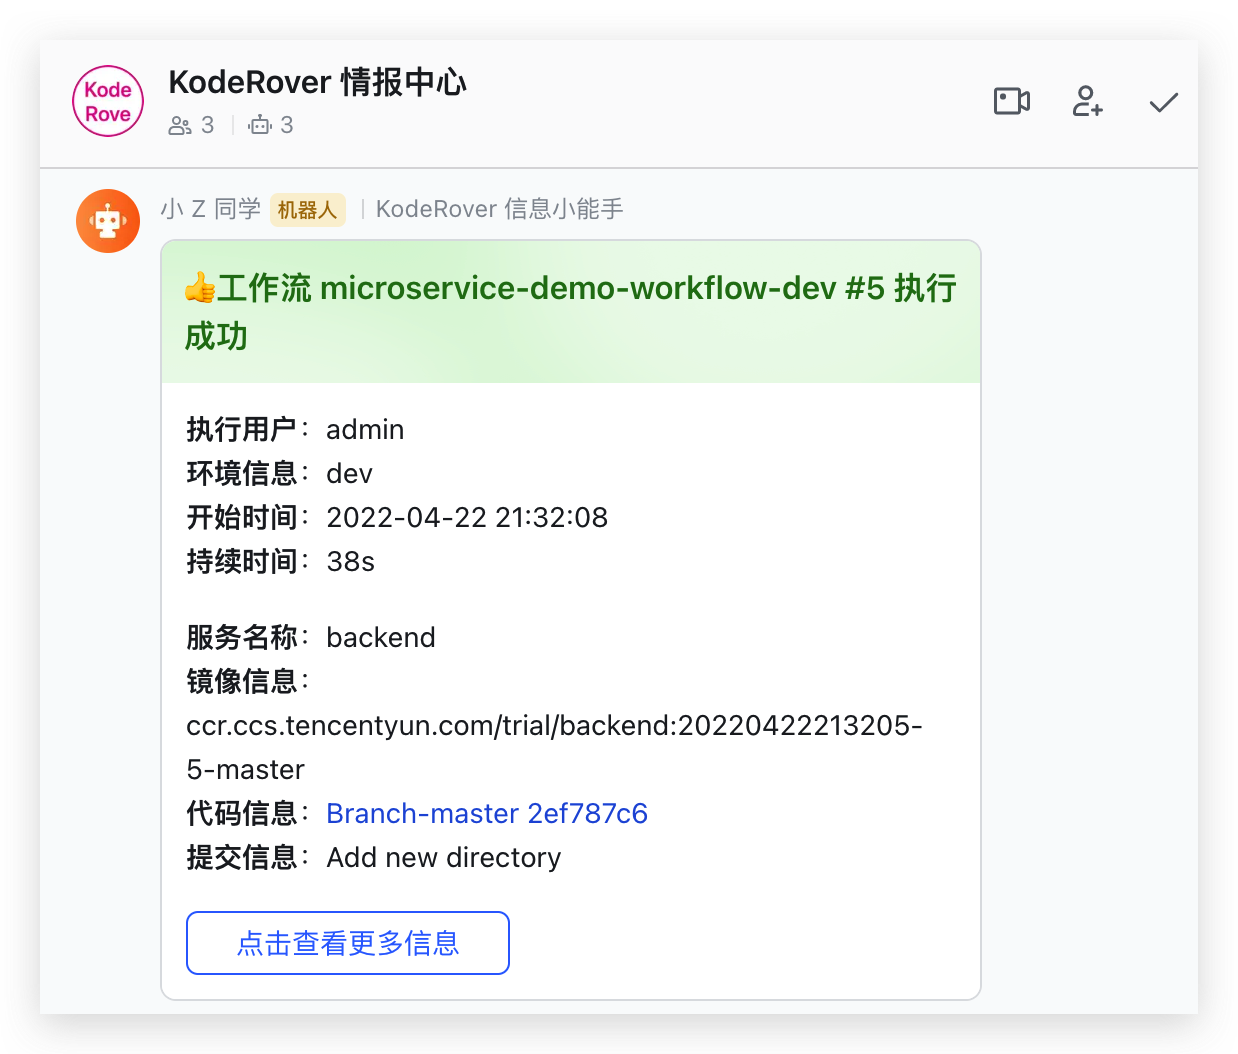 Kode
Rove
KodeRover 情报中心
3 3
小 Z 同学 机器人 KodeRover 信息小能手
👍工作流 microservice-demo-workflow-dev #5 执行
成功
执行用户：admin
环境信息：dev
开始时间：2022-04-22 21:32:08
持续时间：38s
服务名称：backend
镜像信息：
ccr.ccs.tencentyun.com/trial/backend:20220422213205-
5-master
代码信息：Branch-master 2ef787c6
提交信息：Add new directory
点击查看更多信息